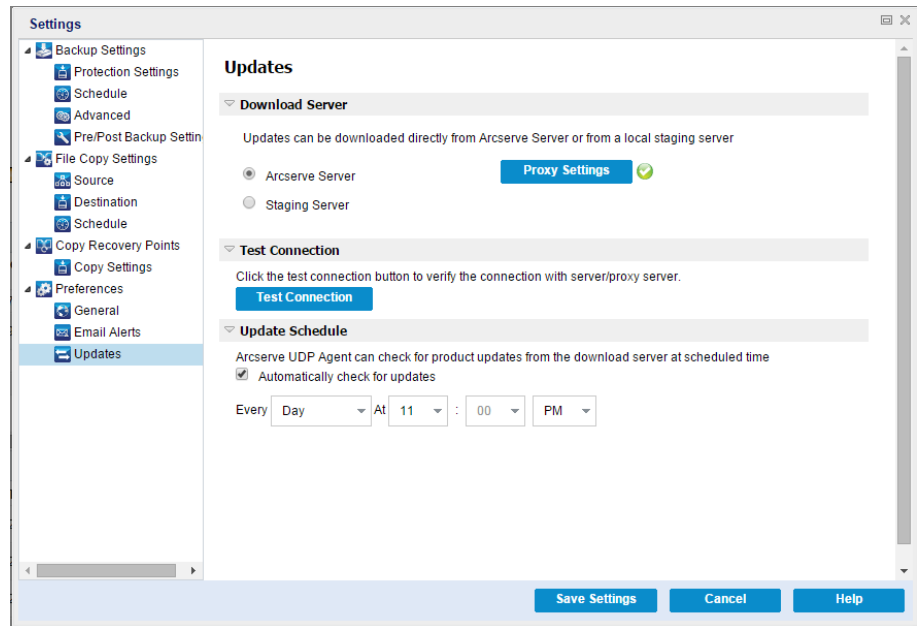 Settings
Backup Settings
Protection Settings
Schedule
Advanced
Pre/Post Backup Settin
File Copy Settings
Source
Destination
Schedule
Copy Recovery Points
Copy Settings
Preferences
General
Email Alerts
Updates
Updates
Download Server
Updates can be downloaded directly from Arcserve Server or from a local staging server
Arcserve Server
Proxy Settings
Staging Server
Test Connection
Click the test connection button to verify the connection with server/proxy server.
Test Connection
Update Schedule
Arcserve UDP Agent can check for product updates from the download server at scheduled time
Automatically check for updates
Every Day At 11 : 00 PM
Save Settings Cancel Help